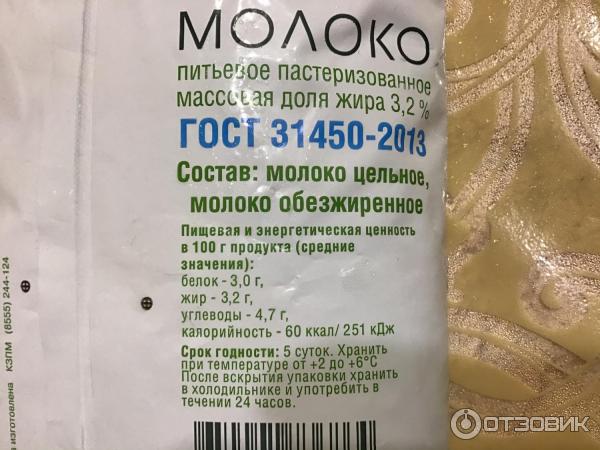 МОЛОКО
питьевое пастеризованное
массовая доля жира 3,2 %
ГОСТ 31450-2013
Состав: молоко цельное,
молоко обезжиренное
Пищевая и энергетическая ценность
в 100 г продукта (средние
значения):
белок - 3,0 г,
жир - 3,2 г,
углеводы - 4,7 г,
калорийность - 60 ккал/ 251 кДж
Срок годности: 5 суток. Хранить
при температуре от +2 до +6°С
После вскрытия упаковки хранить
в холодильнике и употребить в
течении 24 часов.
изготовлена КЗПМ (8555) 244-124
ОТЗОВИК